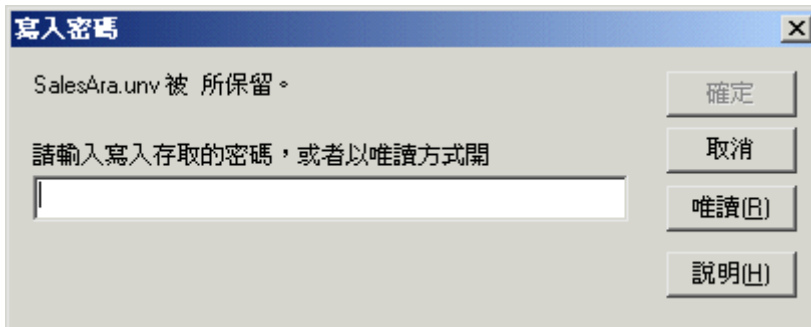 寫入密碼
SalesAra.unv 被 所保留。
確定
請輸入寫入存取的密碼，或者以唯讀方式開
取消
唯讀(R)
說明(H)